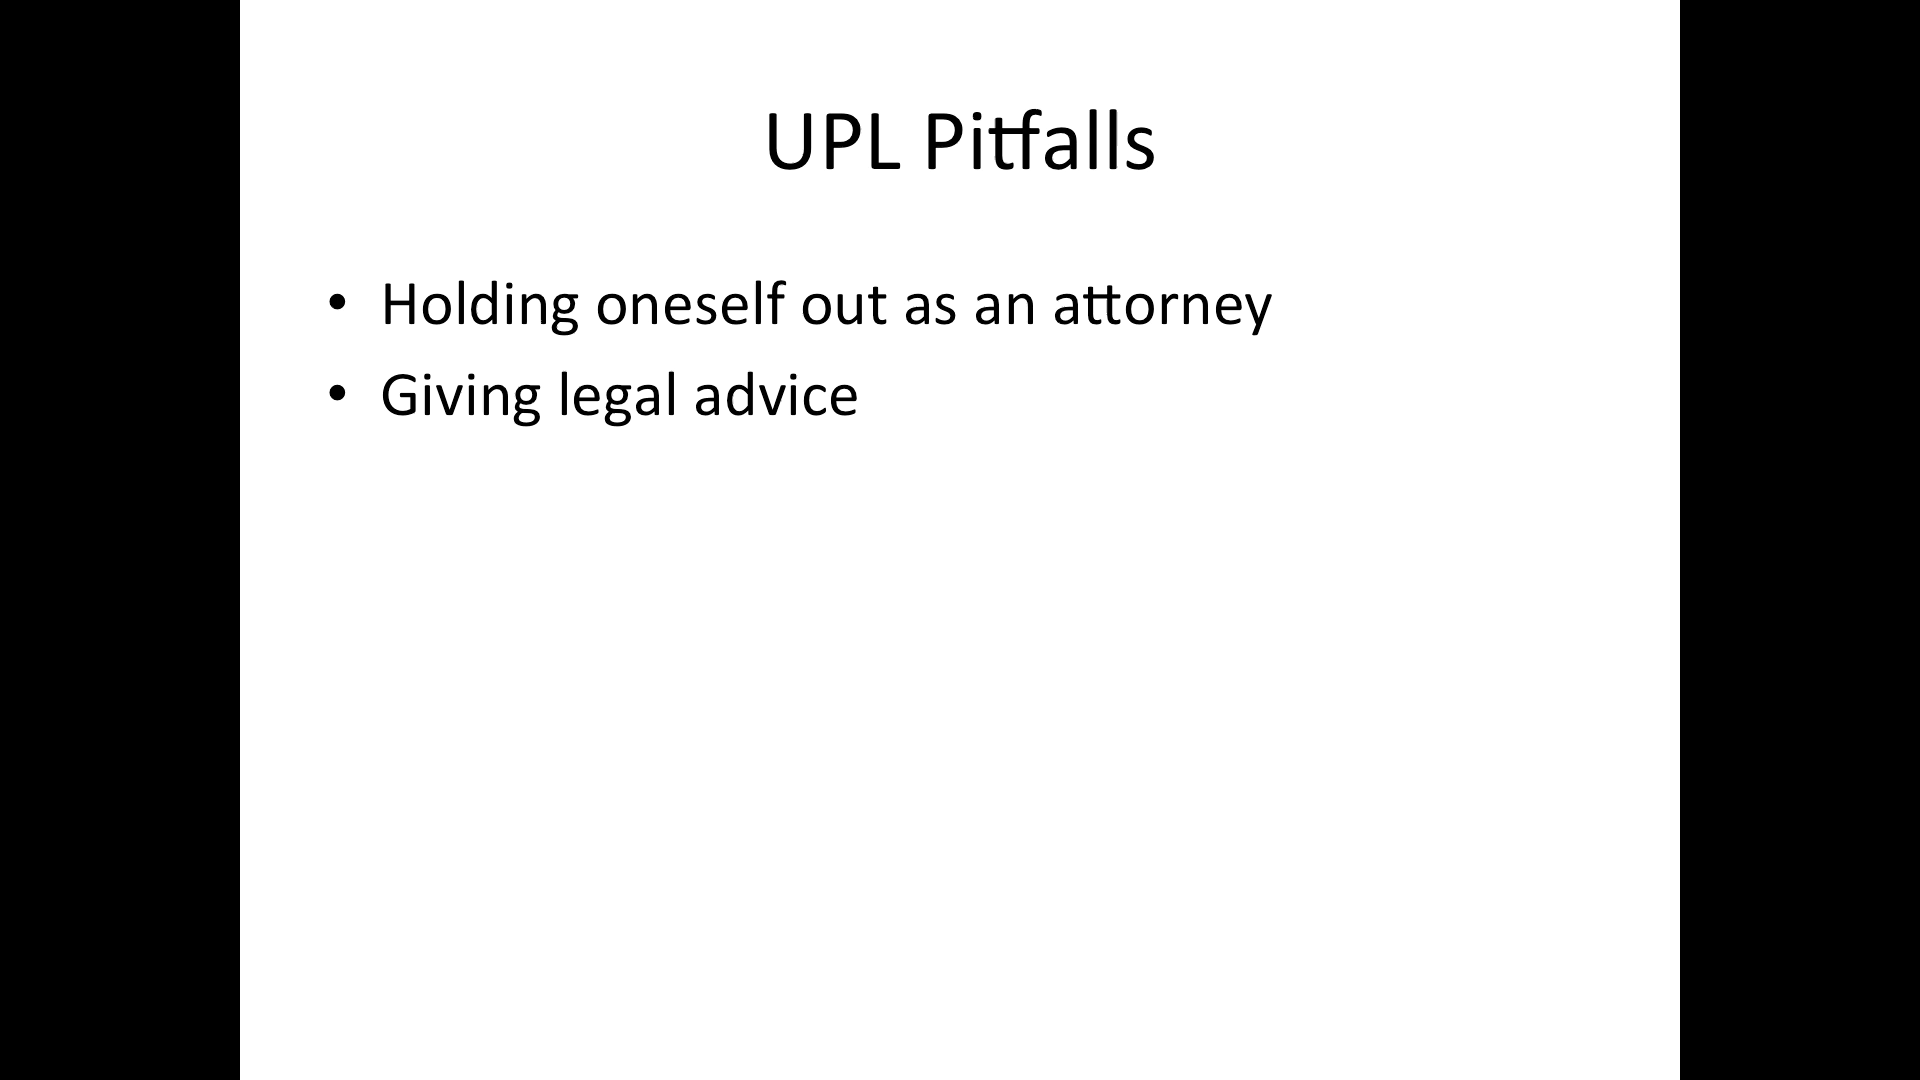 UPL Pitfalls
• Holding oneself out as an attorney
• Giving legal advice